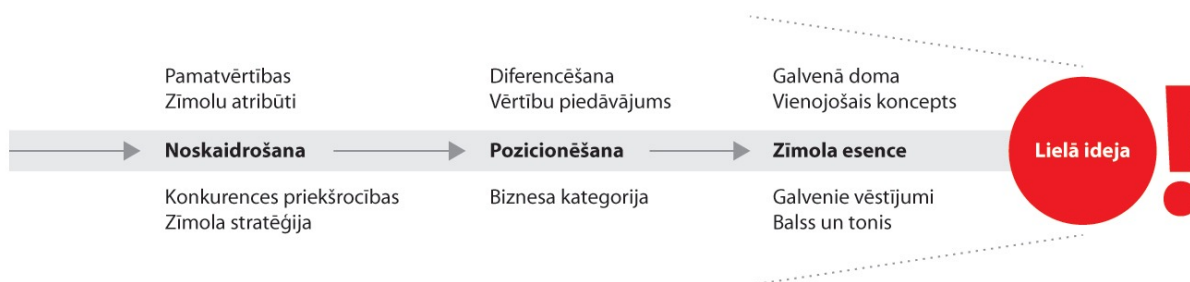 Pamatvērtības
Zīmolu atribūti
Noskaidrošana
Konkurences priekšrocības
Zīmola stratēģija
Diferencēšana
Vērtību piedāvājums
Pozicionēšana
Biznesa kategorija
Galvenā doma
Vienojošais koncepts
Zīmola esence
Galvenie vēstījumi
Balss un tonis
Lielā ideja
!